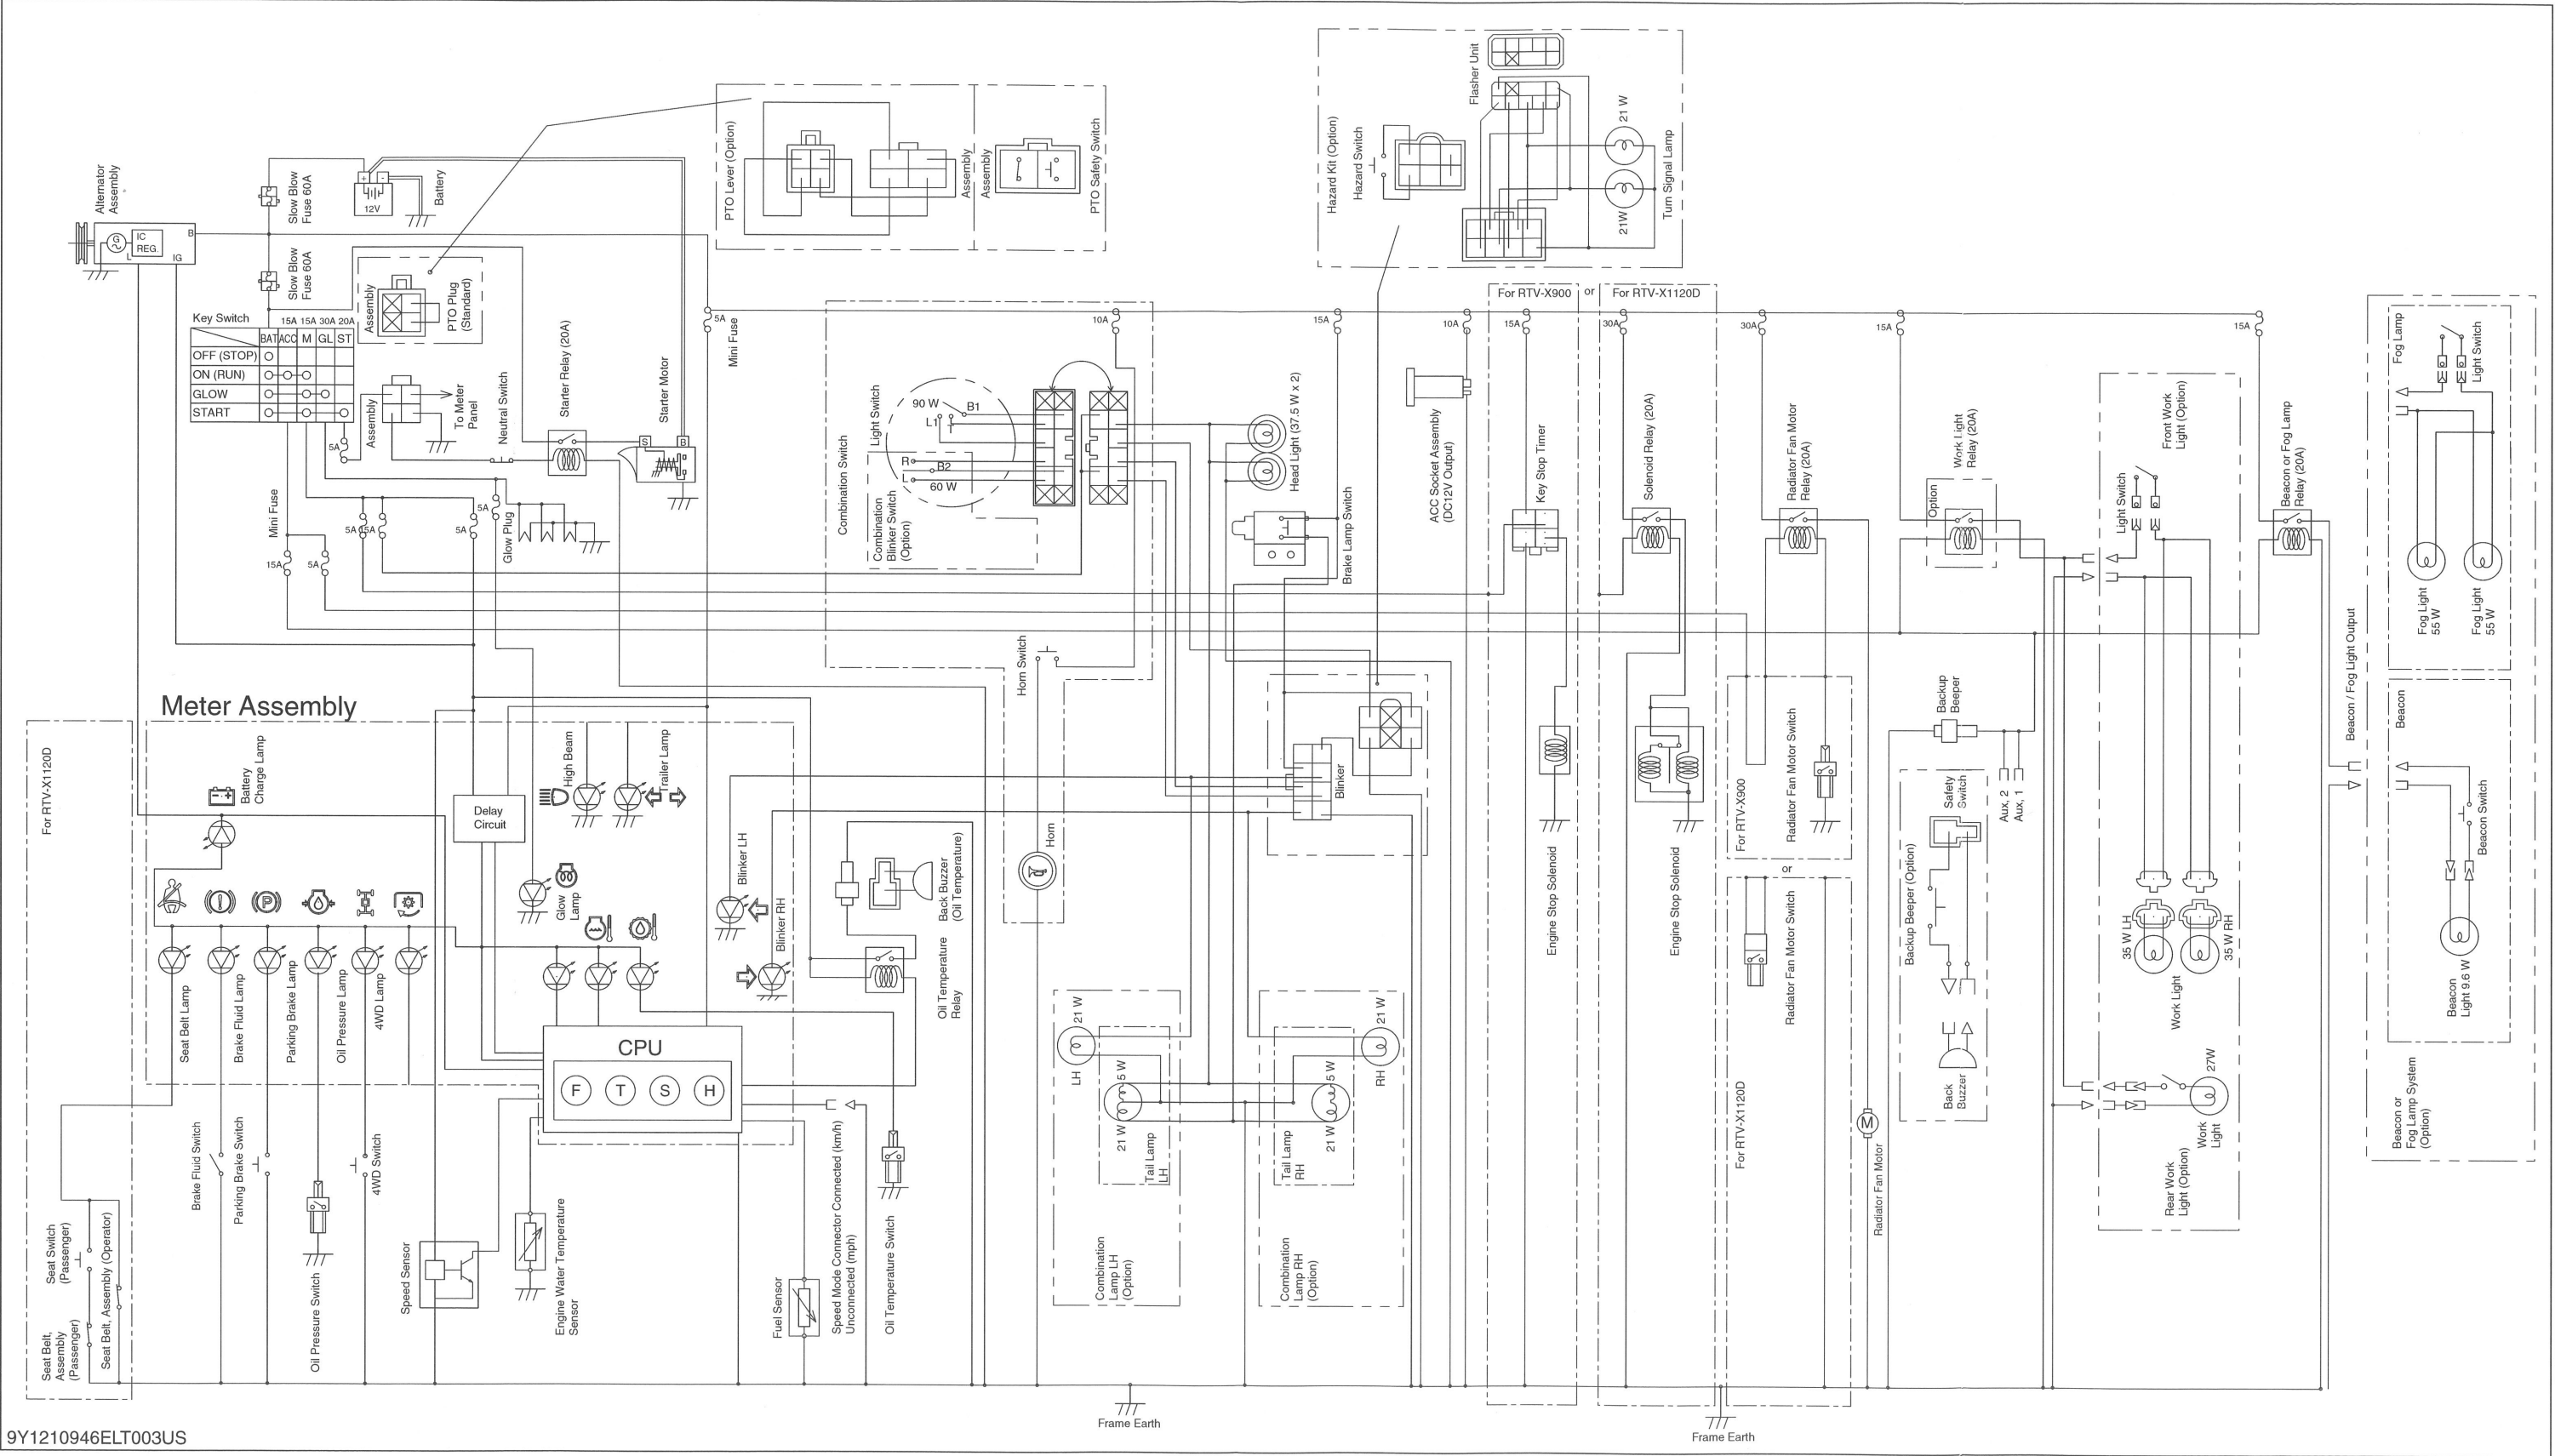 Alternator
Assembly
IC
REG.
G
L
B
IG
Slow Blow
Fuse 60A
Slow Blow
Fuse 60A
+
-
12V
Battery
Key Switch
15A
15A
30A
20A
BAT
ACC
M
GL
ST
OFF (STOP)
ON (RUN)
GLOW
START
Assembly
PTO Plug
(Standard)
5A
Assembly
To Meter
Panel
Neutral Switch
Starter Relay (20A)
Starter Motor
S
B
5A
Mini Fuse
Mini Fuse
15A
5A
5A
15A
5A
5A
Glow Plug
PTO Lever (Option)
Assembly
Assembly
PTO Safety Switch
Hazard Kit (Option)
Hazard Switch
Flasher Unit
21 W
21W
Turn Signal Lamp
Combination Switch
Light Switch
90 W
B1
L1
R
B2
L
60 W
Combination
Blinker Switch
(Option)
10A
Horn Switch
Horn
15A
Head Light (37.5 W x 2)
Brake Lamp Switch
10A
ACC Socket Assembly
(DC12V Output)
For RTV-X900
or
For RTV-X1120D
15A
Key Stop Timer
Engine Stop Solenoid
30A
Solenoid Relay (20A)
Engine Stop Solenoid
30A
Radiator Fan Motor
Relay (20A)
For RTV-X900
Radiator Fan Motor Switch
or
For RTV-X1120D
Radiator Fan Motor Switch
M
Radiator Fan Motor
15A
Option
Work Light
Relay (20A)
Backup
Beeper
Aux, 2
Aux, 1
Backup Beeper (Option)
Safety
Switch
Back
Buzzer
Light Switch
Front Work
Light (Option)
35 W LH
35 W RH
Work Light
27W
Work
Light
Rear Work
Light (Option)
15A
Beacon or Fog Lamp
Relay (20A)
Beacon / Fog Light Output
Fog Lamp
Light Switch
Fog Light
55 W
Fog Light
55 W
Beacon
Beacon Switch
Beacon
Light 9.6 W
Beacon or
Fog Lamp System
(Option)
Blinker
21 W
LH
5 W
21 W
Tail Lamp
LH
Combination
Lamp LH
(Option)
21 W
RH
5 W
21 W
Tail Lamp
RH
Combination
Lamp RH
(Option)
Meter Assembly
For RTV-X1120D
Battery
Charge Lamp
High Beam
Trailer Lamp
Delay
Circuit
Glow
Lamp
Blinker LH
Blinker RH
Back Buzzer
(Oil Temperature)
Oil Temperature
Relay
P
Seat Belt Lamp
Brake Fluid Lamp
Parking Brake Lamp
Oil Pressure Lamp
4WD Lamp
CPU
F
T
S
H
Brake Fluid Switch
Parking Brake Switch
4WD Switch
Oil Pressure Switch
Seat Switch
(Passenger)
Seat Belt,
Assembly
(Passenger)
Seat Belt, Assembly (Operator)
Speed Sensor
Engine Water Temperature
Sensor
Fuel Sensor
Speed Mode Connector Connected (km/h)
Unconnected (mph)
Oil Temperature Switch
Frame Earth
Frame Earth
9Y1210946ELT003US